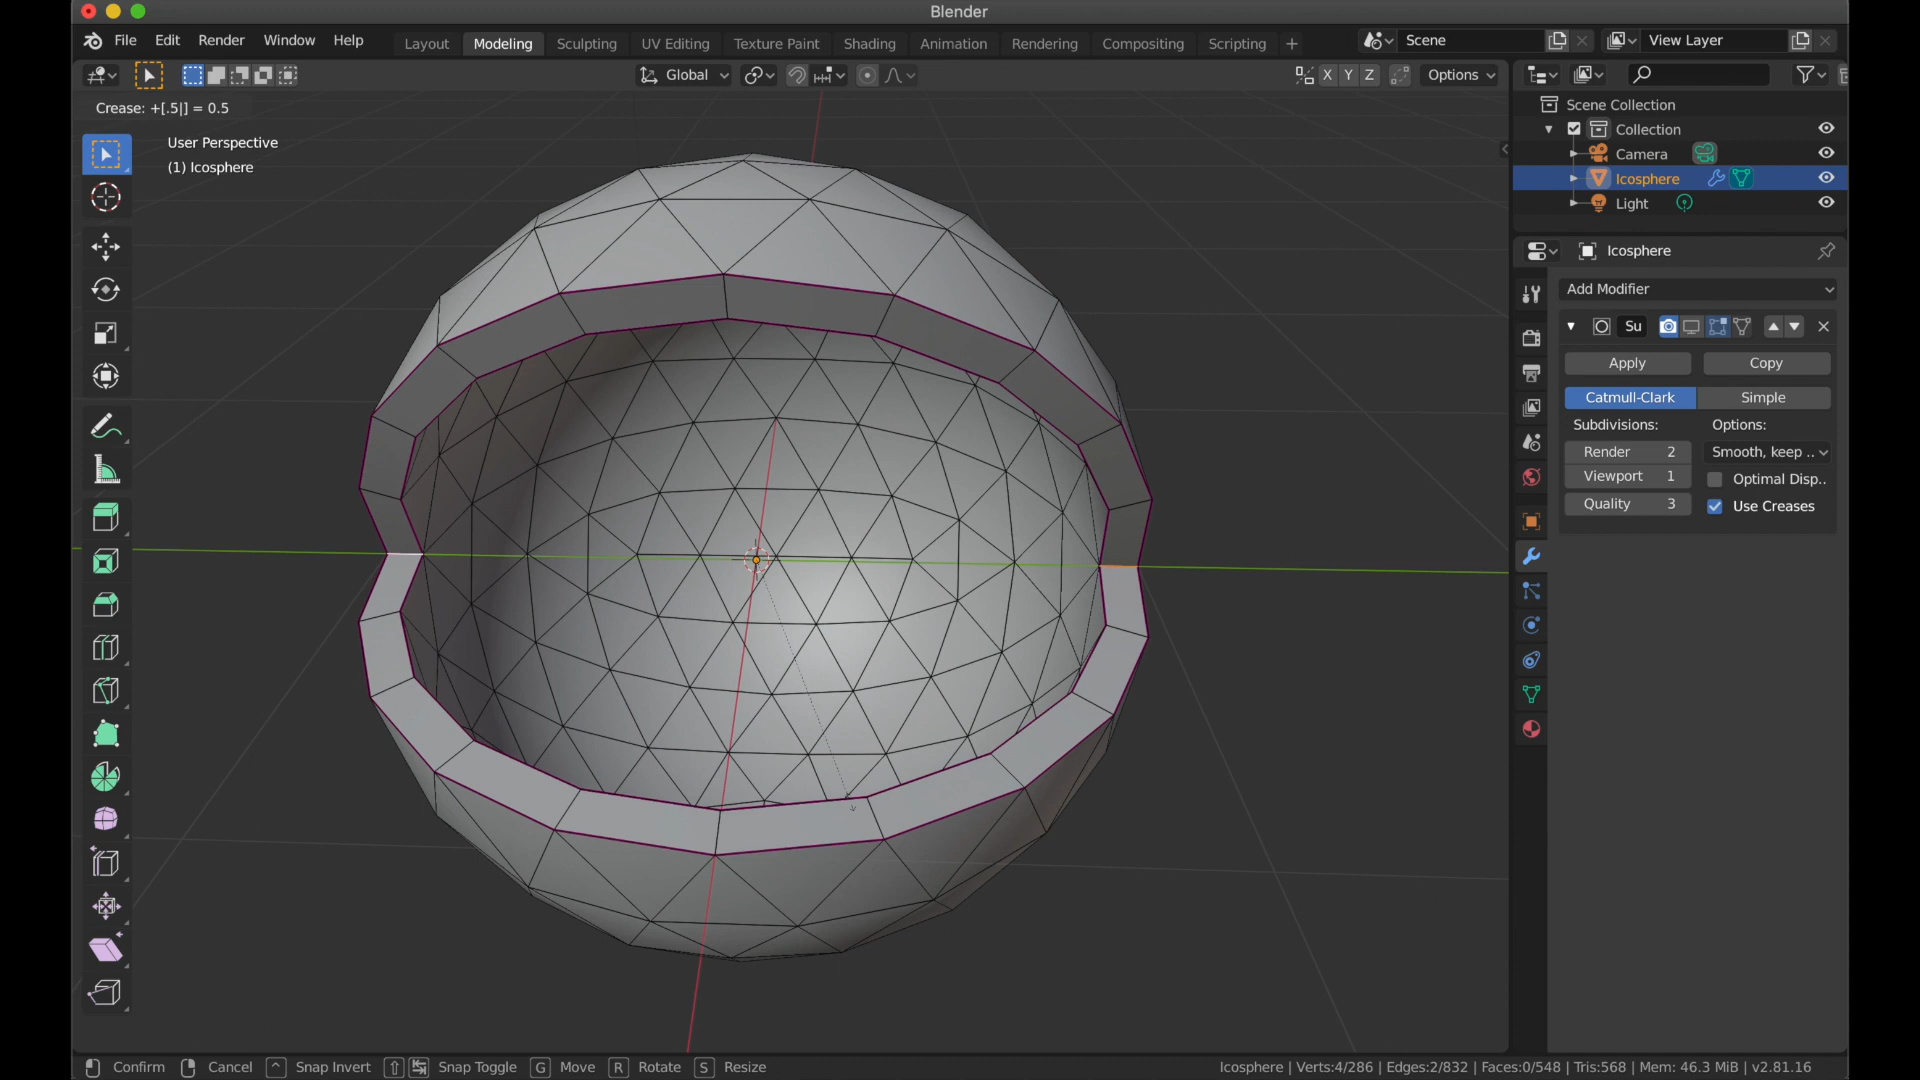 Blender
File Edit Render Window Help Layout Modeling Sculpting UV Editing Texture Paint Shading Animation Rendering Compositing Scripting + Scene View Layer
Global X Y Z Options
Crease: +[.5|] = 0.5
User Perspective
(1) Icosphere
Scene Collection
Collection
Camera
Icosphere
Light
Icosphere
Add Modifier
Su
Apply Copy
Catmull-Clark Simple
Subdivisions: Options:
Render 2 Smooth, keep ..
Viewport 1 Optimal Disp..
Quality 3 Use Creases
Confirm Cancel ^ Snap Invert Snap Toggle G Move R Rotate S Resize Icosphere | Verts:4/286 | Edges:2/832 | Faces:0/548 | Tris:568 | Mem: 46.3 MiB | v2.81.16